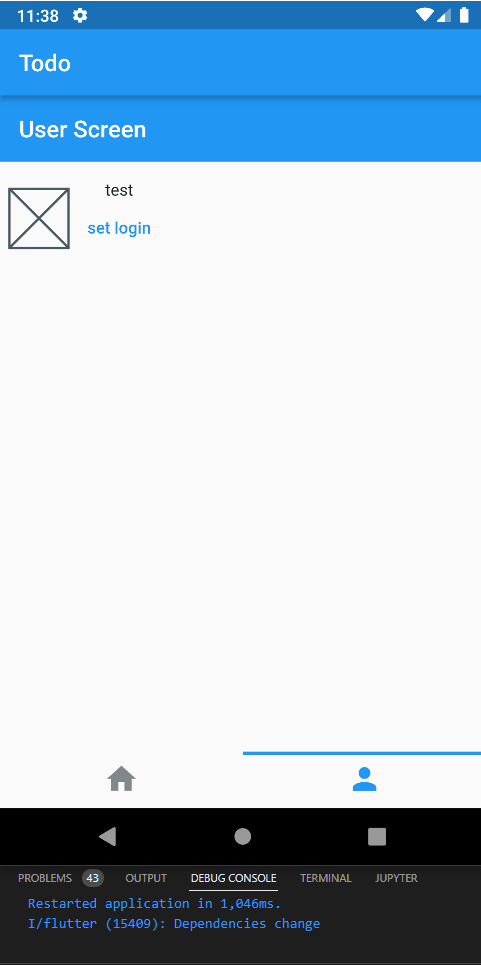 11:38
Todo
User Screen
test
set login
PROBLEMS 43 OUTPUT DEBUG CONSOLE TERMINAL JUPYTER
Restarted application in 1,046ms.
I/flutter (15409): Dependencies change